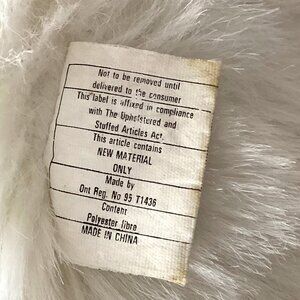 Not to be removed until
delivered to the consumer
This label is affixed in compliance
with The Upholstered and
Stuffed Articles Act.
This article contains
NEW MATERIAL
ONLY
Made by
Ont Reg. No 95 T1436
Content
Polyester fibre
MADE IN CHINA